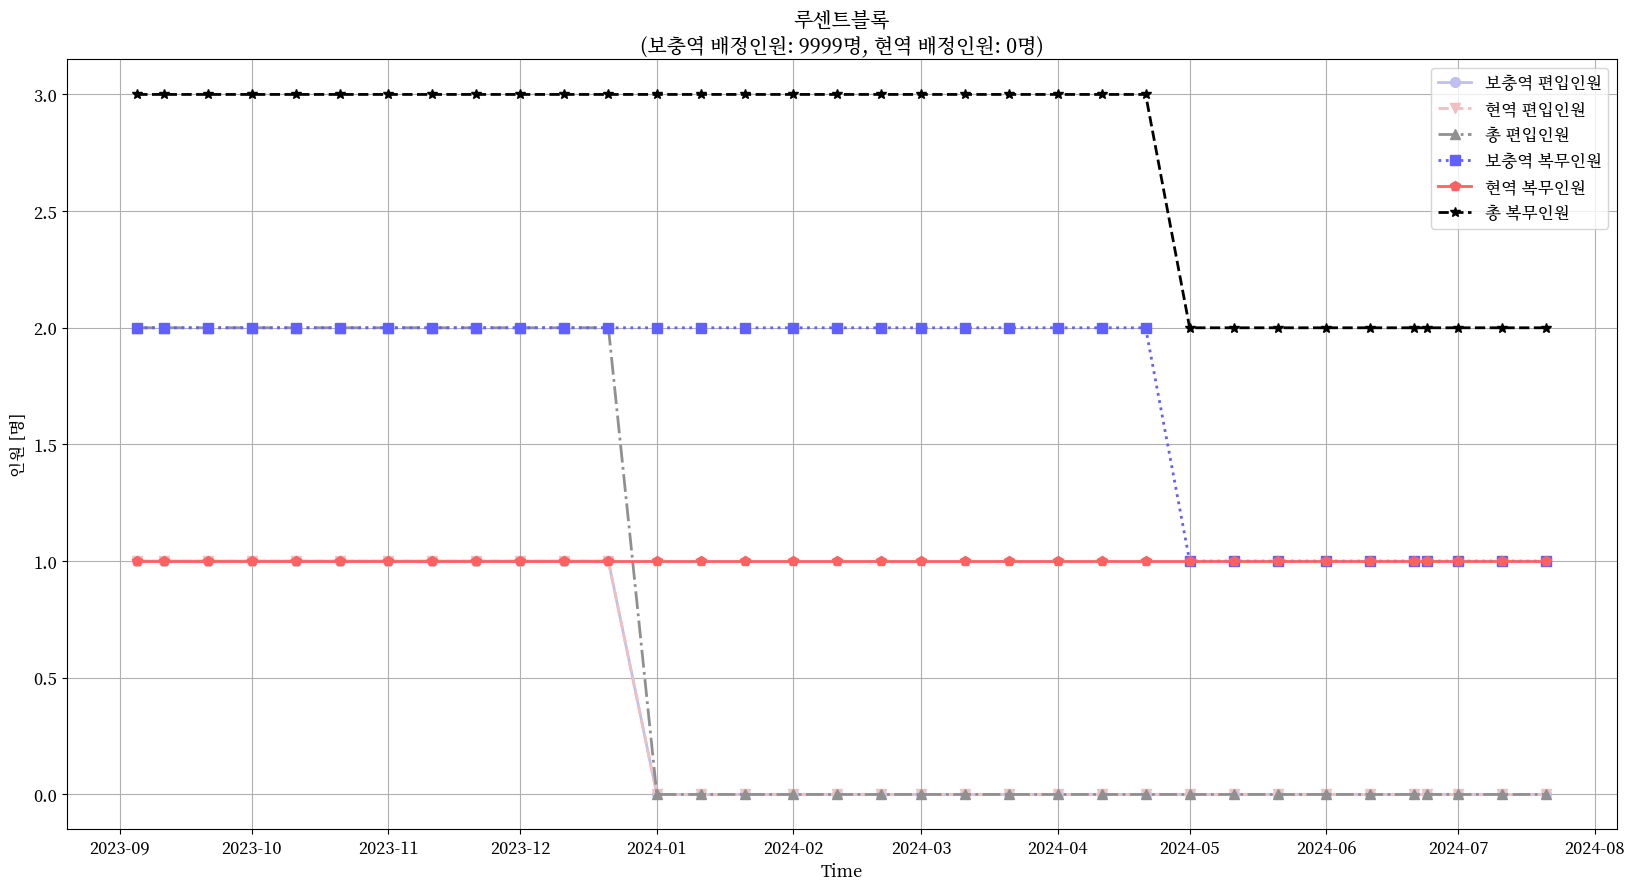 루센트블록
(보충역 배정인원: 9999명, 현역 배정인원: 0명)
보충역 편입인원
현역 편입인원
총 편입인원
보충역 복무인원
현역 복무인원
총 복무인원
3.0
2.5
2.0
1.5
1.0
0.5
0.0
인원 [명]
2023-09 2023-10 2023-11 2023-12 2024-01 2024-02 2024-03 2024-04 2024-05 2024-06 2024-07 2024-08
Time